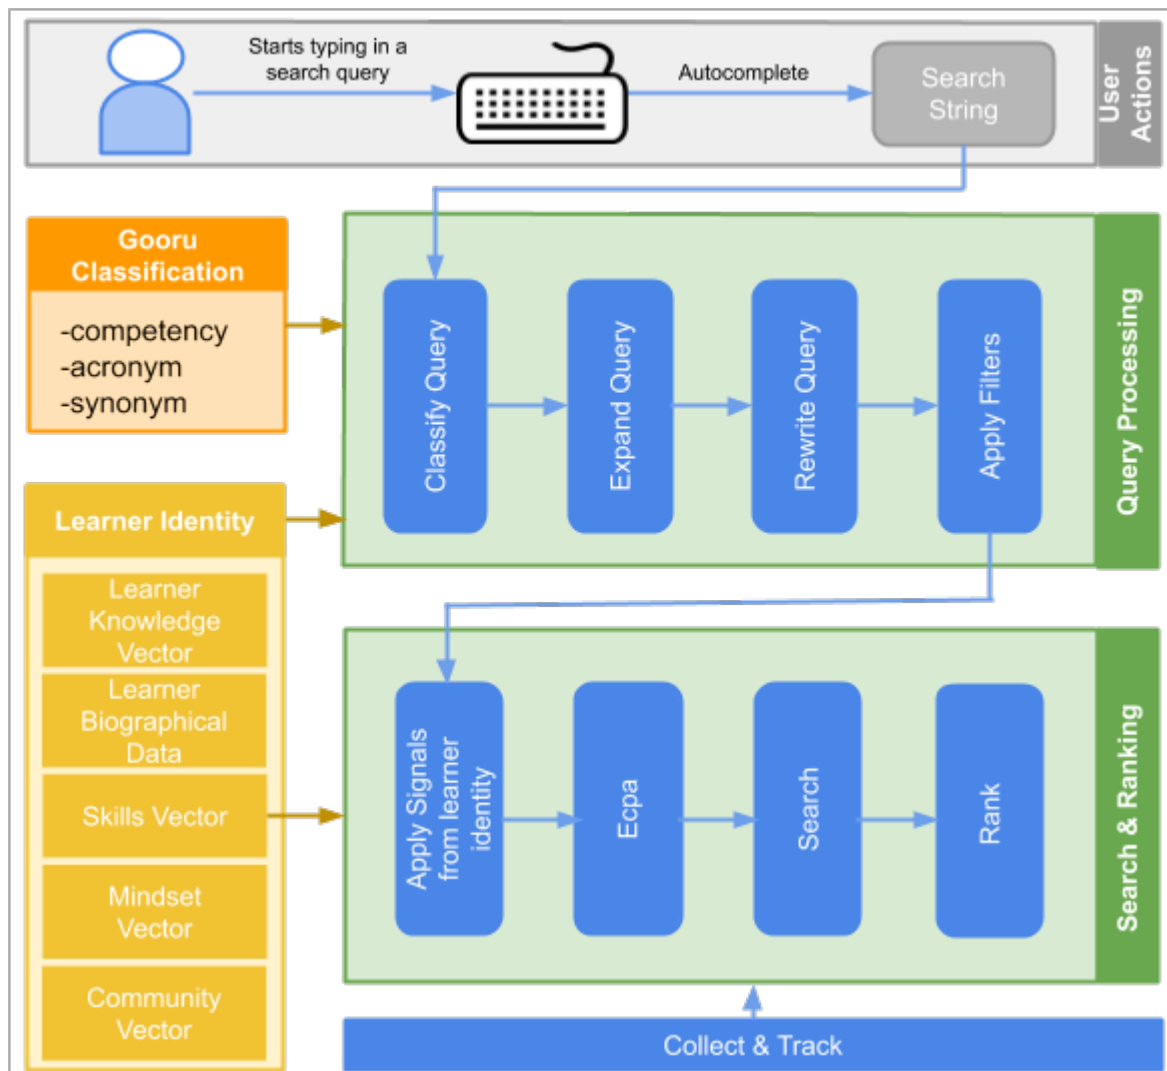 Starts typing in a
search query
Autocomplete
Search
String
User
Actions
Gooru
Classification
-competency
-acronym
-synonym
Classify Query
Expand Query
Rewrite Query
Apply Filters
Query Processing
Learner Identity
Learner
Knowledge
Vector
Learner
Biographical
Data
Skills Vector
Mindset
Vector
Community
Vector
Apply Signals
from learner
identity
Ecpa
Search
Rank
Search & Ranking
Collect & Track